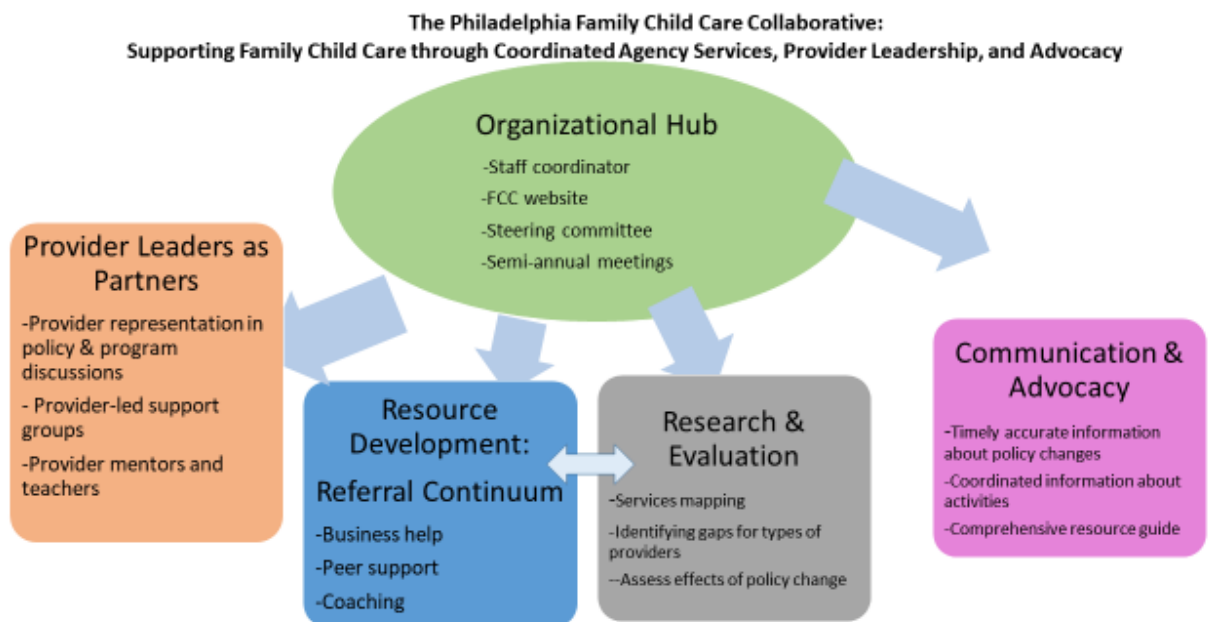 The Philadelphia Family Child Care Collaborative:
Supporting Family Child Care through Coordinated Agency Services, Provider Leadership, and Advocacy
Organizational Hub
-Staff coordinator
-FCC website
-Steering committee
-Semi-annual meetings
Provider Leaders as
Partners
-Provider representation in
policy & program
discussions
- Provider-led support
groups
-Provider mentors and
teachers
Resource
Development:
Referral Continuum
-Business help
-Peer support
-Coaching
Research &
Evaluation
-Services mapping
-Identifying gaps for types of
providers
--Assess effects of policy change
Communication &
Advocacy
-Timely accurate information
about policy changes
-Coordinated information about
activities
-Comprehensive resource guide